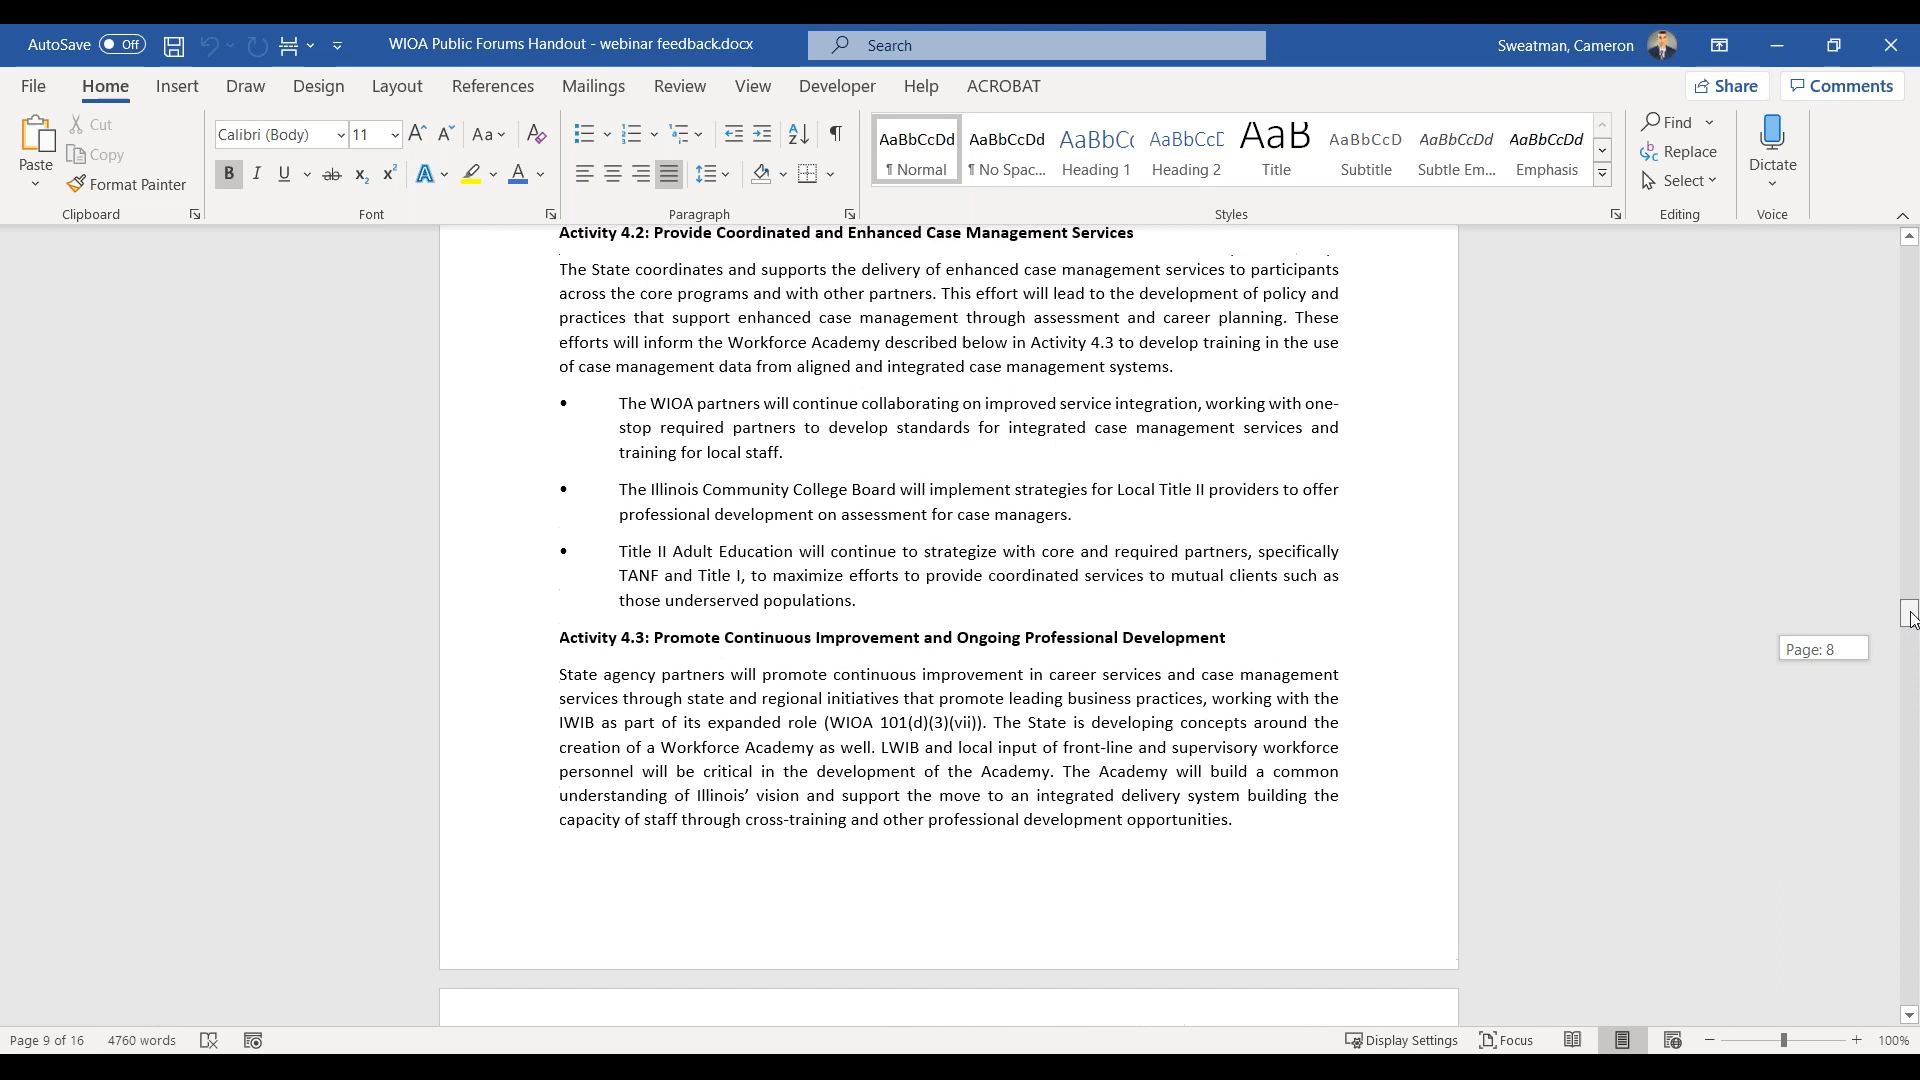 AutoSave Off WIOA Public Forums Handout - webinar feedback.docx Search Sweatman, Cameron
File Home Insert Draw Design Layout References Mailings Review View Developer Help ACROBAT Share Comments
Paste Cut Copy Format Painter
Calibri (Body) 11 Aa
B I U ab x2 x2 A A
AaBbCcDd AaBbCcDd AaBbC AaBbCcD AaB AaBbCcD AaBbCcDd AaBbCcDd
¶ Normal ¶ No Spac... Heading 1 Heading 2 Title Subtitle Subtle Em... Emphasis
Find Replace Select Dictate
Clipboard Font Paragraph Styles Editing Voice
Activity 4.2: Provide Coordinated and Enhanced Case Management Services
The State coordinates and supports the delivery of enhanced case management services to participants
across the core programs and with other partners. This effort will lead to the development of policy and
practices that support enhanced case management through assessment and career planning. These
efforts will inform the Workforce Academy described below in Activity 4.3 to develop training in the use
of case management data from aligned and integrated case management systems.
• The WIOA partners will continue collaborating on improved service integration, working with one-
stop required partners to develop standards for integrated case management services and
training for local staff.
• The Illinois Community College Board will implement strategies for Local Title II providers to offer
professional development on assessment for case managers.
• Title II Adult Education will continue to strategize with core and required partners, specifically
TANF and Title I, to maximize efforts to provide coordinated services to mutual clients such as
those underserved populations.
Activity 4.3: Promote Continuous Improvement and Ongoing Professional Development
Page: 8
State agency partners will promote continuous improvement in career services and case management
services through state and regional initiatives that promote leading business practices, working with the
IWIB as part of its expanded role (WIOA 101(d)(3)(vii)). The State is developing concepts around the
creation of a Workforce Academy as well. LWIB and local input of front-line and supervisory workforce
personnel will be critical in the development of the Academy. The Academy will build a common
understanding of Illinois’ vision and support the move to an integrated delivery system building the
capacity of staff through cross-training and other professional development opportunities.
Page 9 of 16 4760 words Display Settings Focus 100%